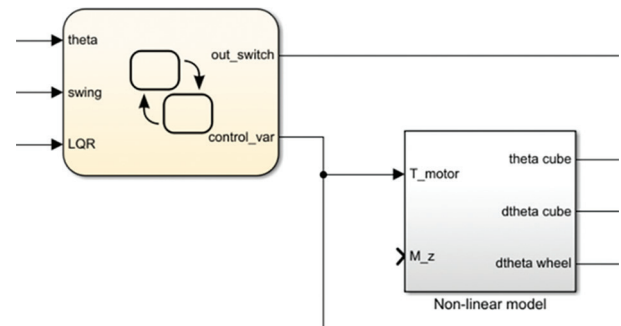 theta
out_switch
swing
control_var
LQR
theta cube
T_motor
dtheta cube
M_z
dtheta wheel
Non-linear model